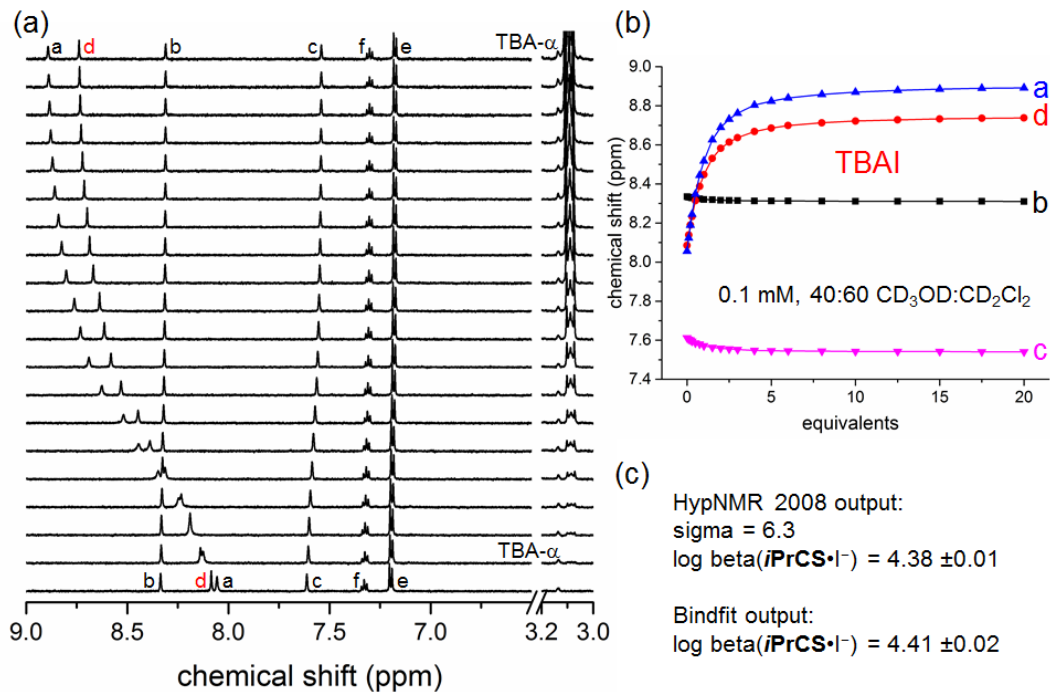 (a)
TBA-α
a d b c f e
TBA-α
b d a c f e
9.0 8.5 8.0 7.5 7.0 3.2 3.0
chemical shift (ppm)
(b)
9.0
8.8
8.6
8.4
8.2
8.0
7.8
7.6
7.4
chemical shift (ppm)
a
d
TBAI
b
0.1 mM, 40:60 CD₃OD:CD₂Cl₂
c
0 5 10 15 20
equivalents
(c)
HypNMR 2008 output:
sigma = 6.3
log beta(iPrCS•I⁻) = 4.38 ±0.01
Bindfit output:
log beta(iPrCS•I⁻) = 4.41 ±0.02